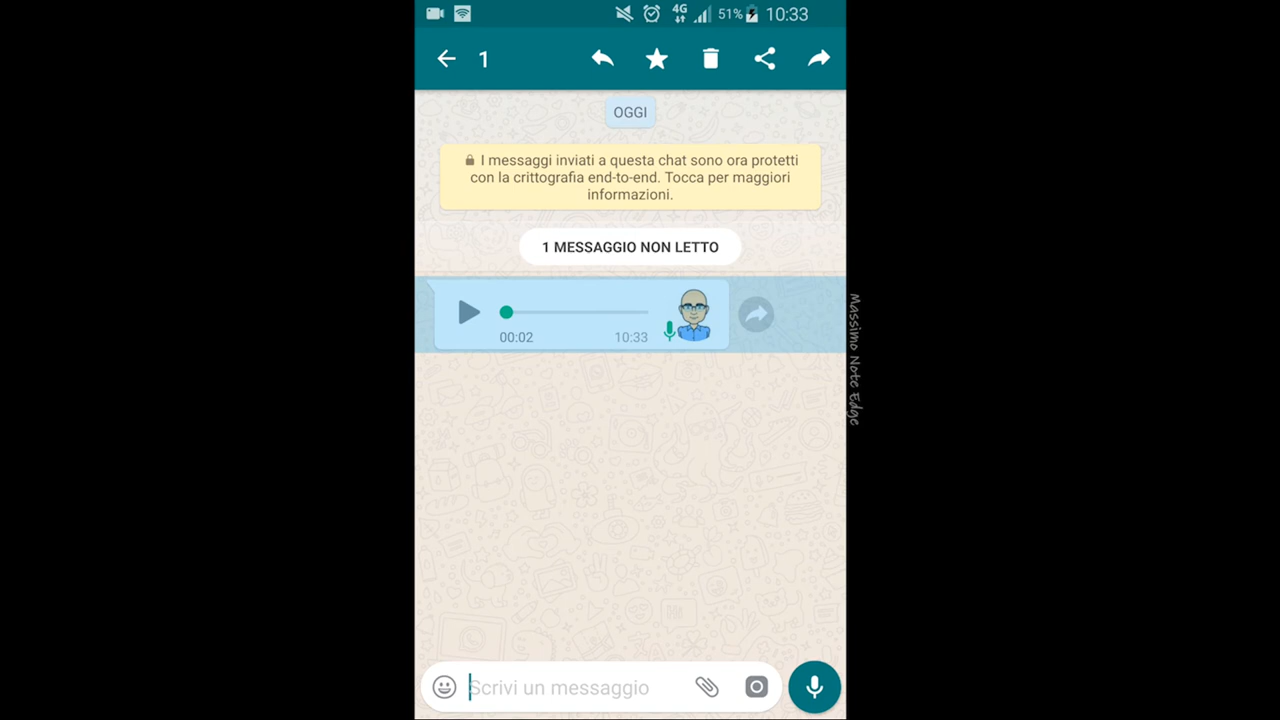 4G 51% 10:33
1
OGGI
I messaggi inviati a questa chat sono ora protetti
con la crittografia end-to-end. Tocca per maggiori
informazioni.
1 MESSAGGIO NON LETTO
00:02 10:33
Massimo Note Edge
Scrivi un messaggio